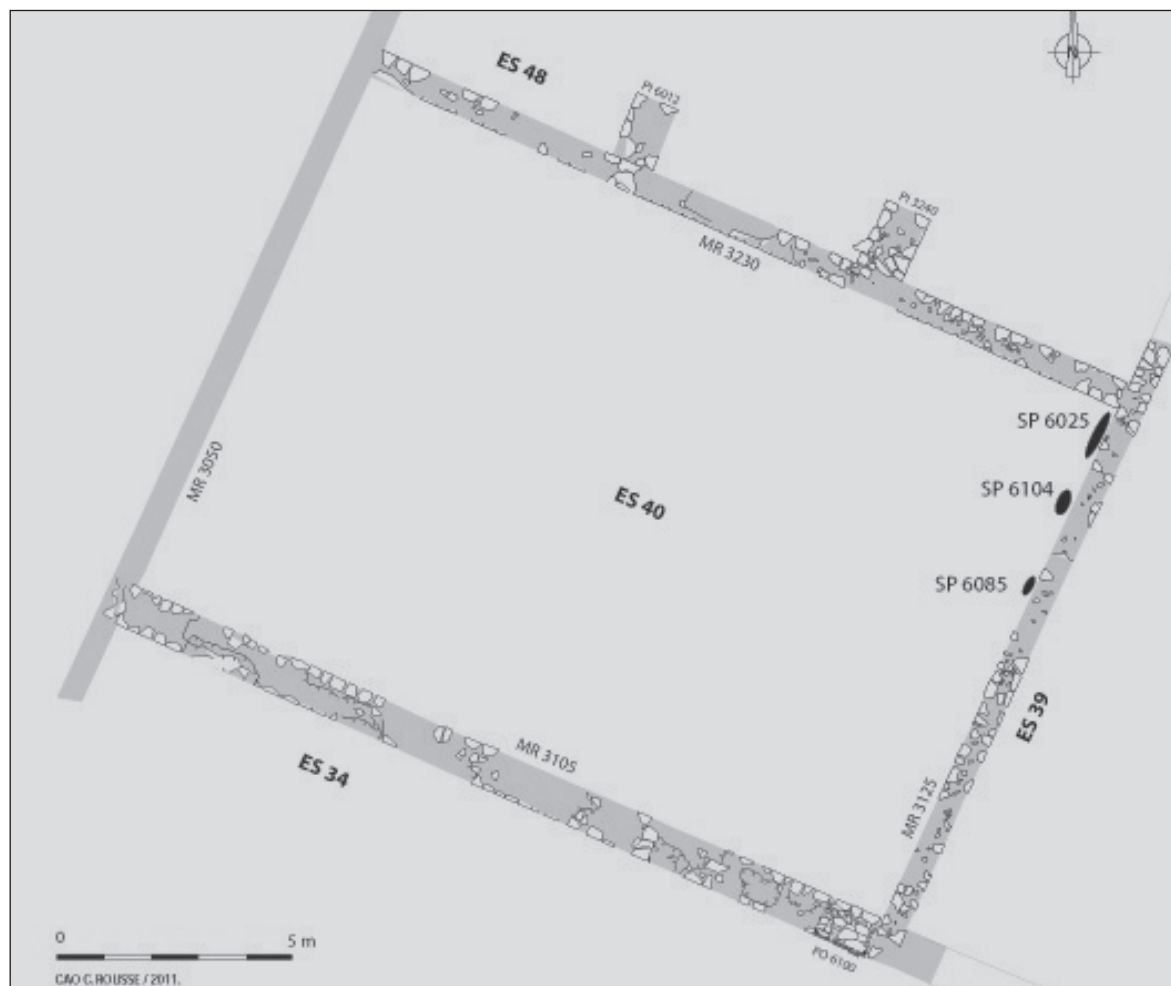 ES 48
PI 6012
N
PI 3240
MR 3230
SP 6025
MR 3050
SP 6104
ES 40
SP 6085
ES 39
MR 3105
ES 34
MR 3125
PO 6100
0 5 m
CAO C. ROUSSE / 2011.